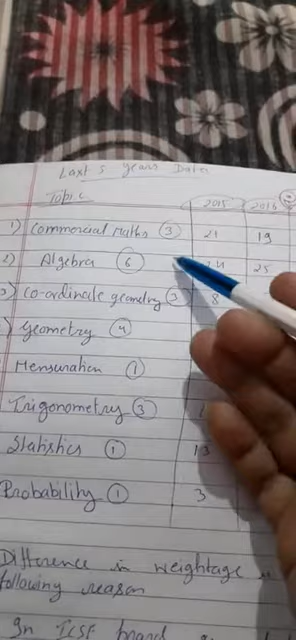 Last 5 years Data
Topic 2015 2016
1) Commercial Maths (3) 21 19
2) Algebra (6) 25
3) Co-ordinate geometry (3) 8
Geometry (4)
Mensuration (1)
Trigonometry (3)
Statistics (1) 13
Probability (1) 3
Difference in weightage
following reason
In ICSE board